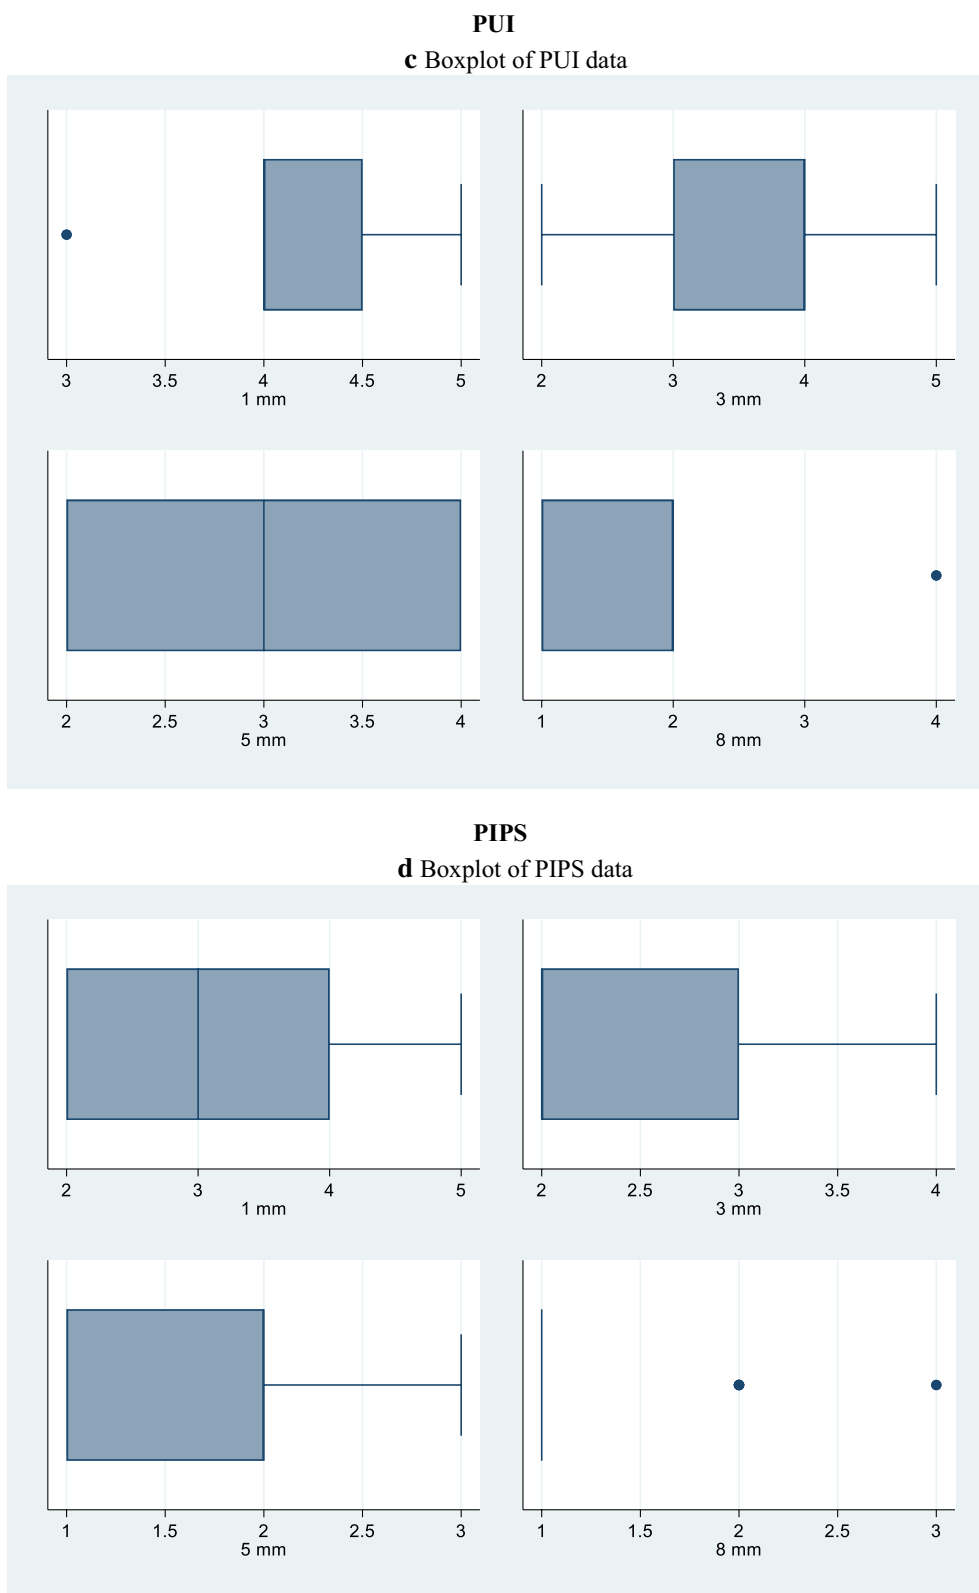 PUI
c Boxplot of PUI data
3 3.5 4 4.5 5
1 mm
2 3 4 5
3 mm
2 2.5 3 3.5 4
5 mm
1 2 3 4
8 mm
PIPS
d Boxplot of PIPS data
2 3 4 5
1 mm
2 2.5 3 3.5 4
3 mm
1 1.5 2 2.5 3
5 mm
1 1.5 2 2.5 3
8 mm